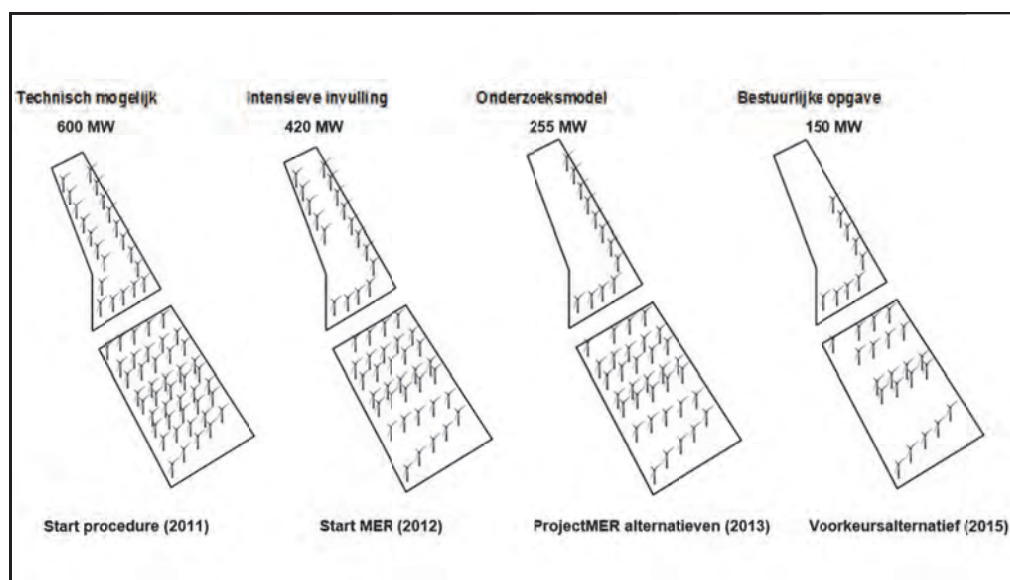 Technisch mogelijk
600 MW
Intensieve invulling
420 MW
Onderzoeksmodel
255 MW
Bestuurlijke opgave
150 MW
Start procedure (2011)
Start MER (2012)
ProjectMER alternatieven (2013)
Voorkeursalternatief (2015)